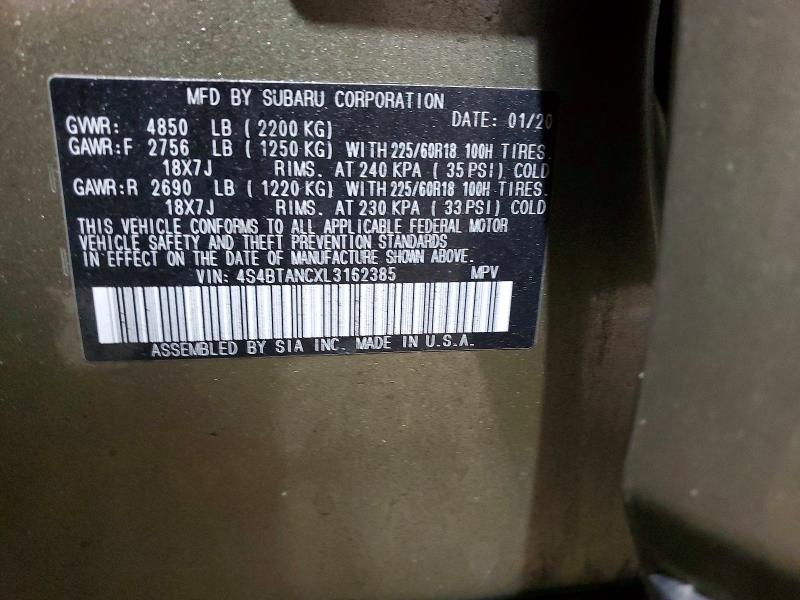 MFD BY SUBARU CORPORATION
DATE: 01/20
GVWR: 4850 LB ( 2200 KG)
GAWR:F 2756 LB ( 1250 KG) WITH 225/60R18 100H TIRES.
18X7J RIMS. AT 240 KPA ( 35 PSI) COLD
GAWR:R 2690 LB ( 1220 KG) WITH 225/60R18 100H TIRES.
18X7J RIMS. AT 230 KPA ( 33 PSI) COLD
THIS VEHICLE CONFORMS TO ALL APPLICABLE FEDERAL MOTOR
VEHICLE SAFETY AND THEFT PREVENTION STANDARDS
IN EFFECT ON THE DATE OF MANUFACTURE SHOWN ABOVE.
VIN: 4S4BTANCXL3162385 MPV
ASSEMBLED BY SIA INC. MADE IN U.S.A.